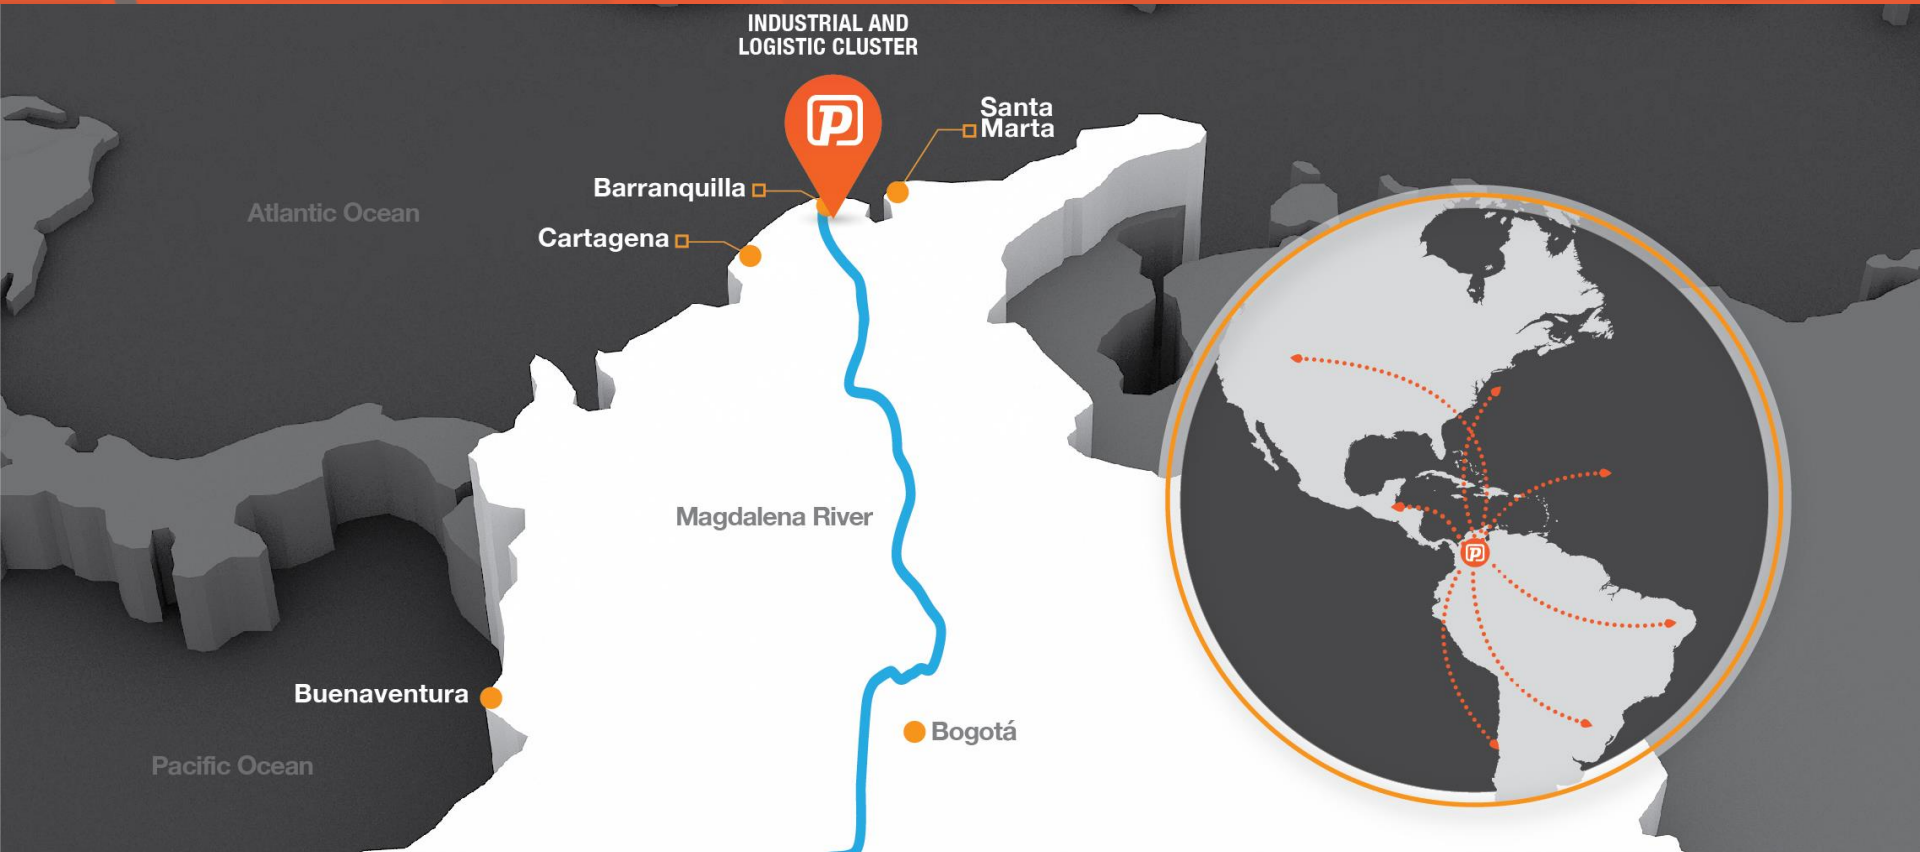 INDUSTRIAL AND
LOGISTIC CLUSTER
P
Santa
Marta
Barranquilla
Cartagena
Atlantic Ocean
Magdalena River
P
Buenaventura
Bogotá
Pacific Ocean